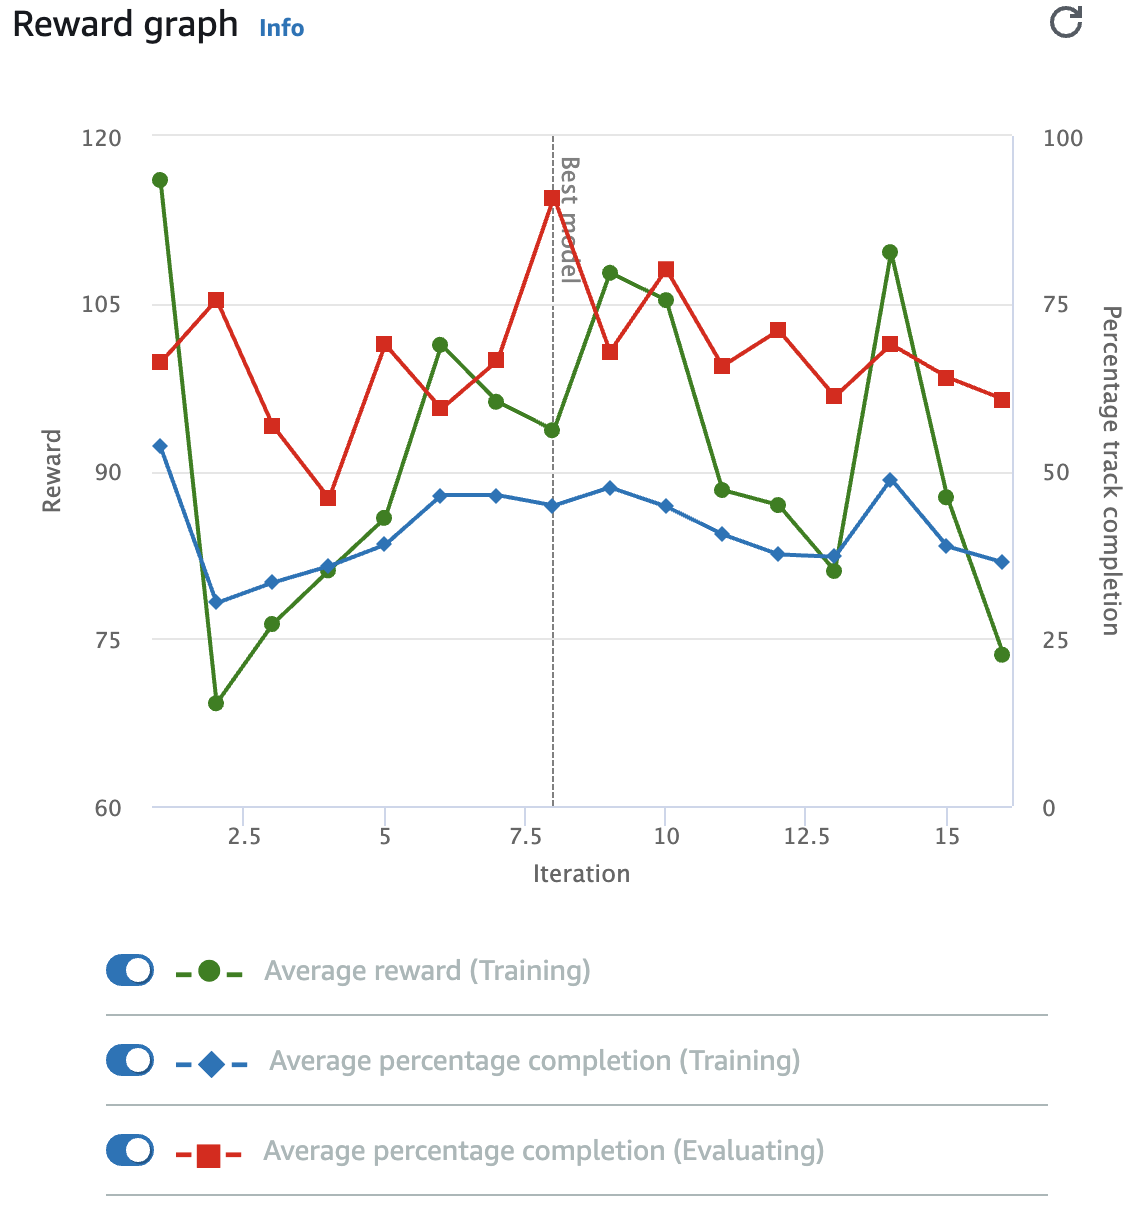 Reward graph Info
120 100
Best model
105 75
Reward
Percentage track completion
90 50
75 25
60 0
2.5 5 7.5 10 12.5 15
Iteration
Average reward (Training)
Average percentage completion (Training)
Average percentage completion (Evaluating)